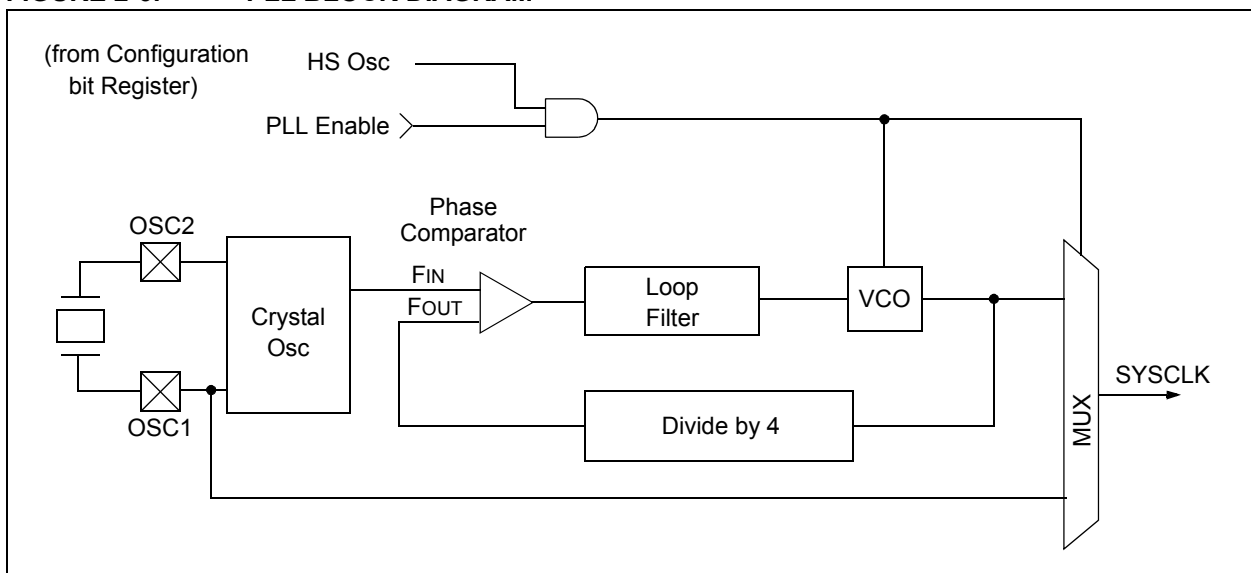 (from Configuration
bit Register)
HS Osc
PLL Enable
Phase
Comparator
OSC2
FIN
FOUT
Crystal
Osc
Loop
Filter
VCO
OSC1
Divide by 4
MUX
SYSCLK